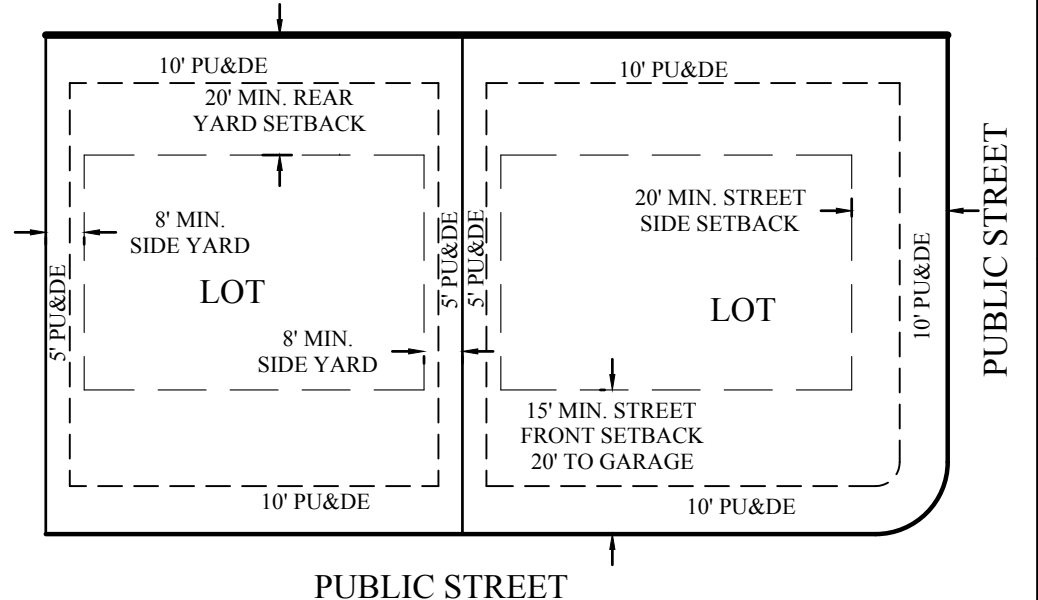 10' PU&DE
20' MIN. REAR
YARD SETBACK
10' PU&DE
8' MIN.
SIDE YARD
20' MIN. STREET
SIDE SETBACK
5' PU&DE
LOT
5' PU&DE
5' PU&DE
LOT
10' PU&DE
PUBLIC STREET
8' MIN.
SIDE YARD
15' MIN. STREET
FRONT SETBACK
20' TO GARAGE
10' PU&DE
10' PU&DE
PUBLIC STREET